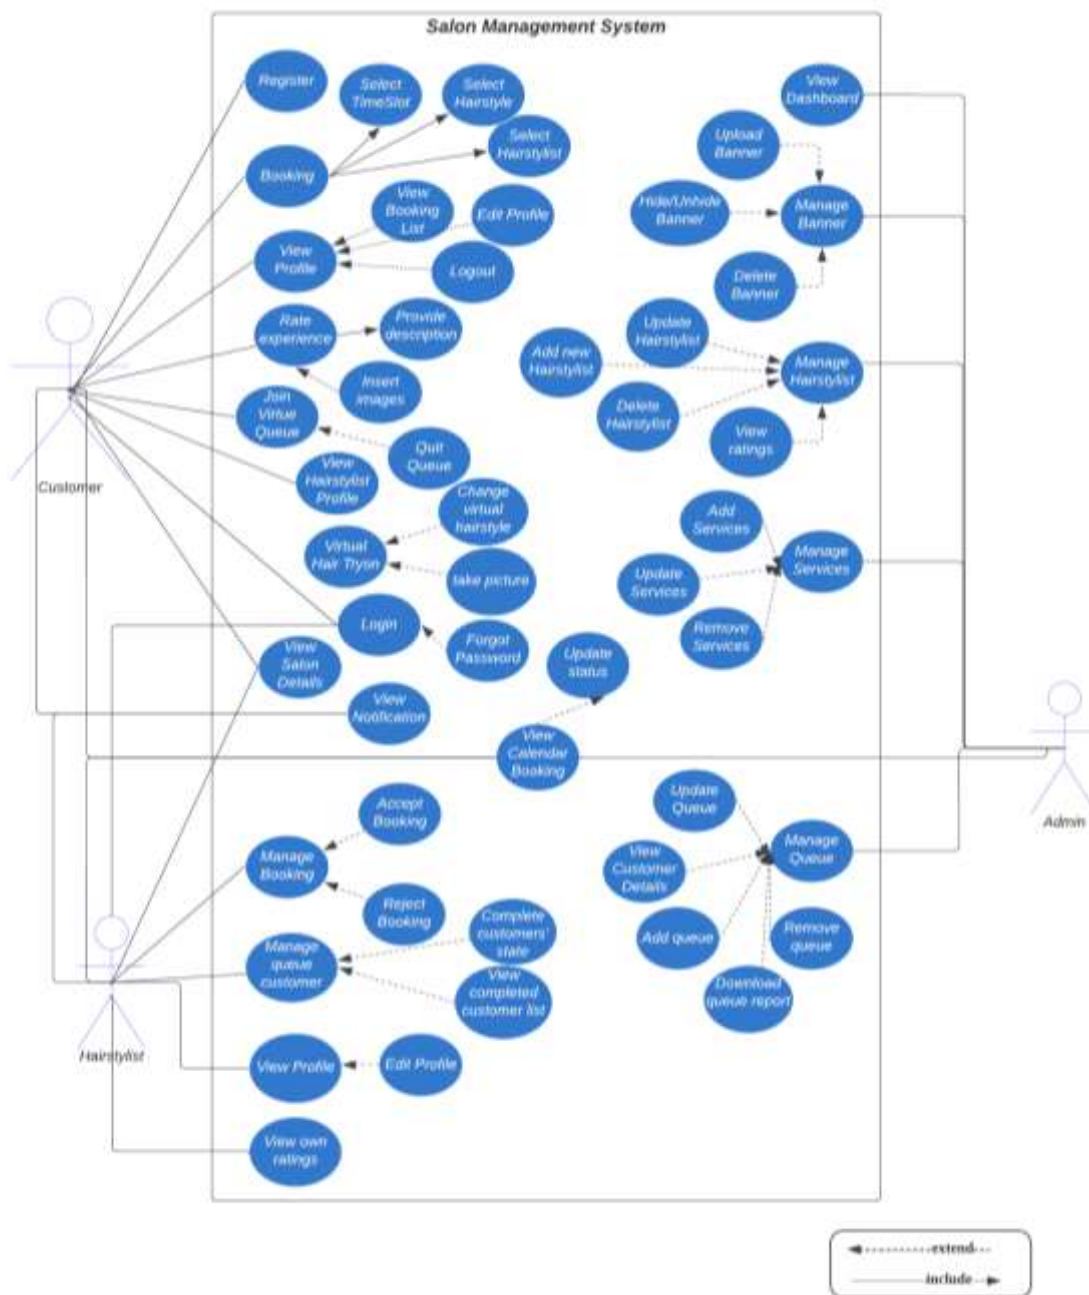 Salon Management System
Register
Select
TimeSlot
Select
Hairstyle
Select
Hairstylist
Booking
View
Booking
List
Edit Profile
View
Profile
Logout
Rate
experience
Provide
description
Insert
images
Join
Virtue
Queue
Quit
Queue
View
Hairstylist
Profile
Change
virtual
hairstyle
Virtual
Hair Tryon
take picture
Login
Forgot
Password
View
Salon
Details
View
Notification
Update
status
View
Calendar
Booking
Accept
Booking
Manage
Booking
Reject
Booking
Manage
queue
customer
Complete
customers'
state
View
completed
customer list
View Profile
Edit Profile
View own
ratings
View
Dashboard
Upload
Banner
Hide/Unhide
Banner
Manage
Banner
Delete
Banner
Update
Hairstylist
Add new
Hairstylist
Manage
Hairstylist
Delete
Hairstylist
View
ratings
Add
Services
Manage
Services
Update
Services
Remove
Services
Update
Queue
Manage
Queue
View
Customer
Details
Add queue
Remove
queue
Download
queue report
Customer
Hairstylist
Admin
extend
include